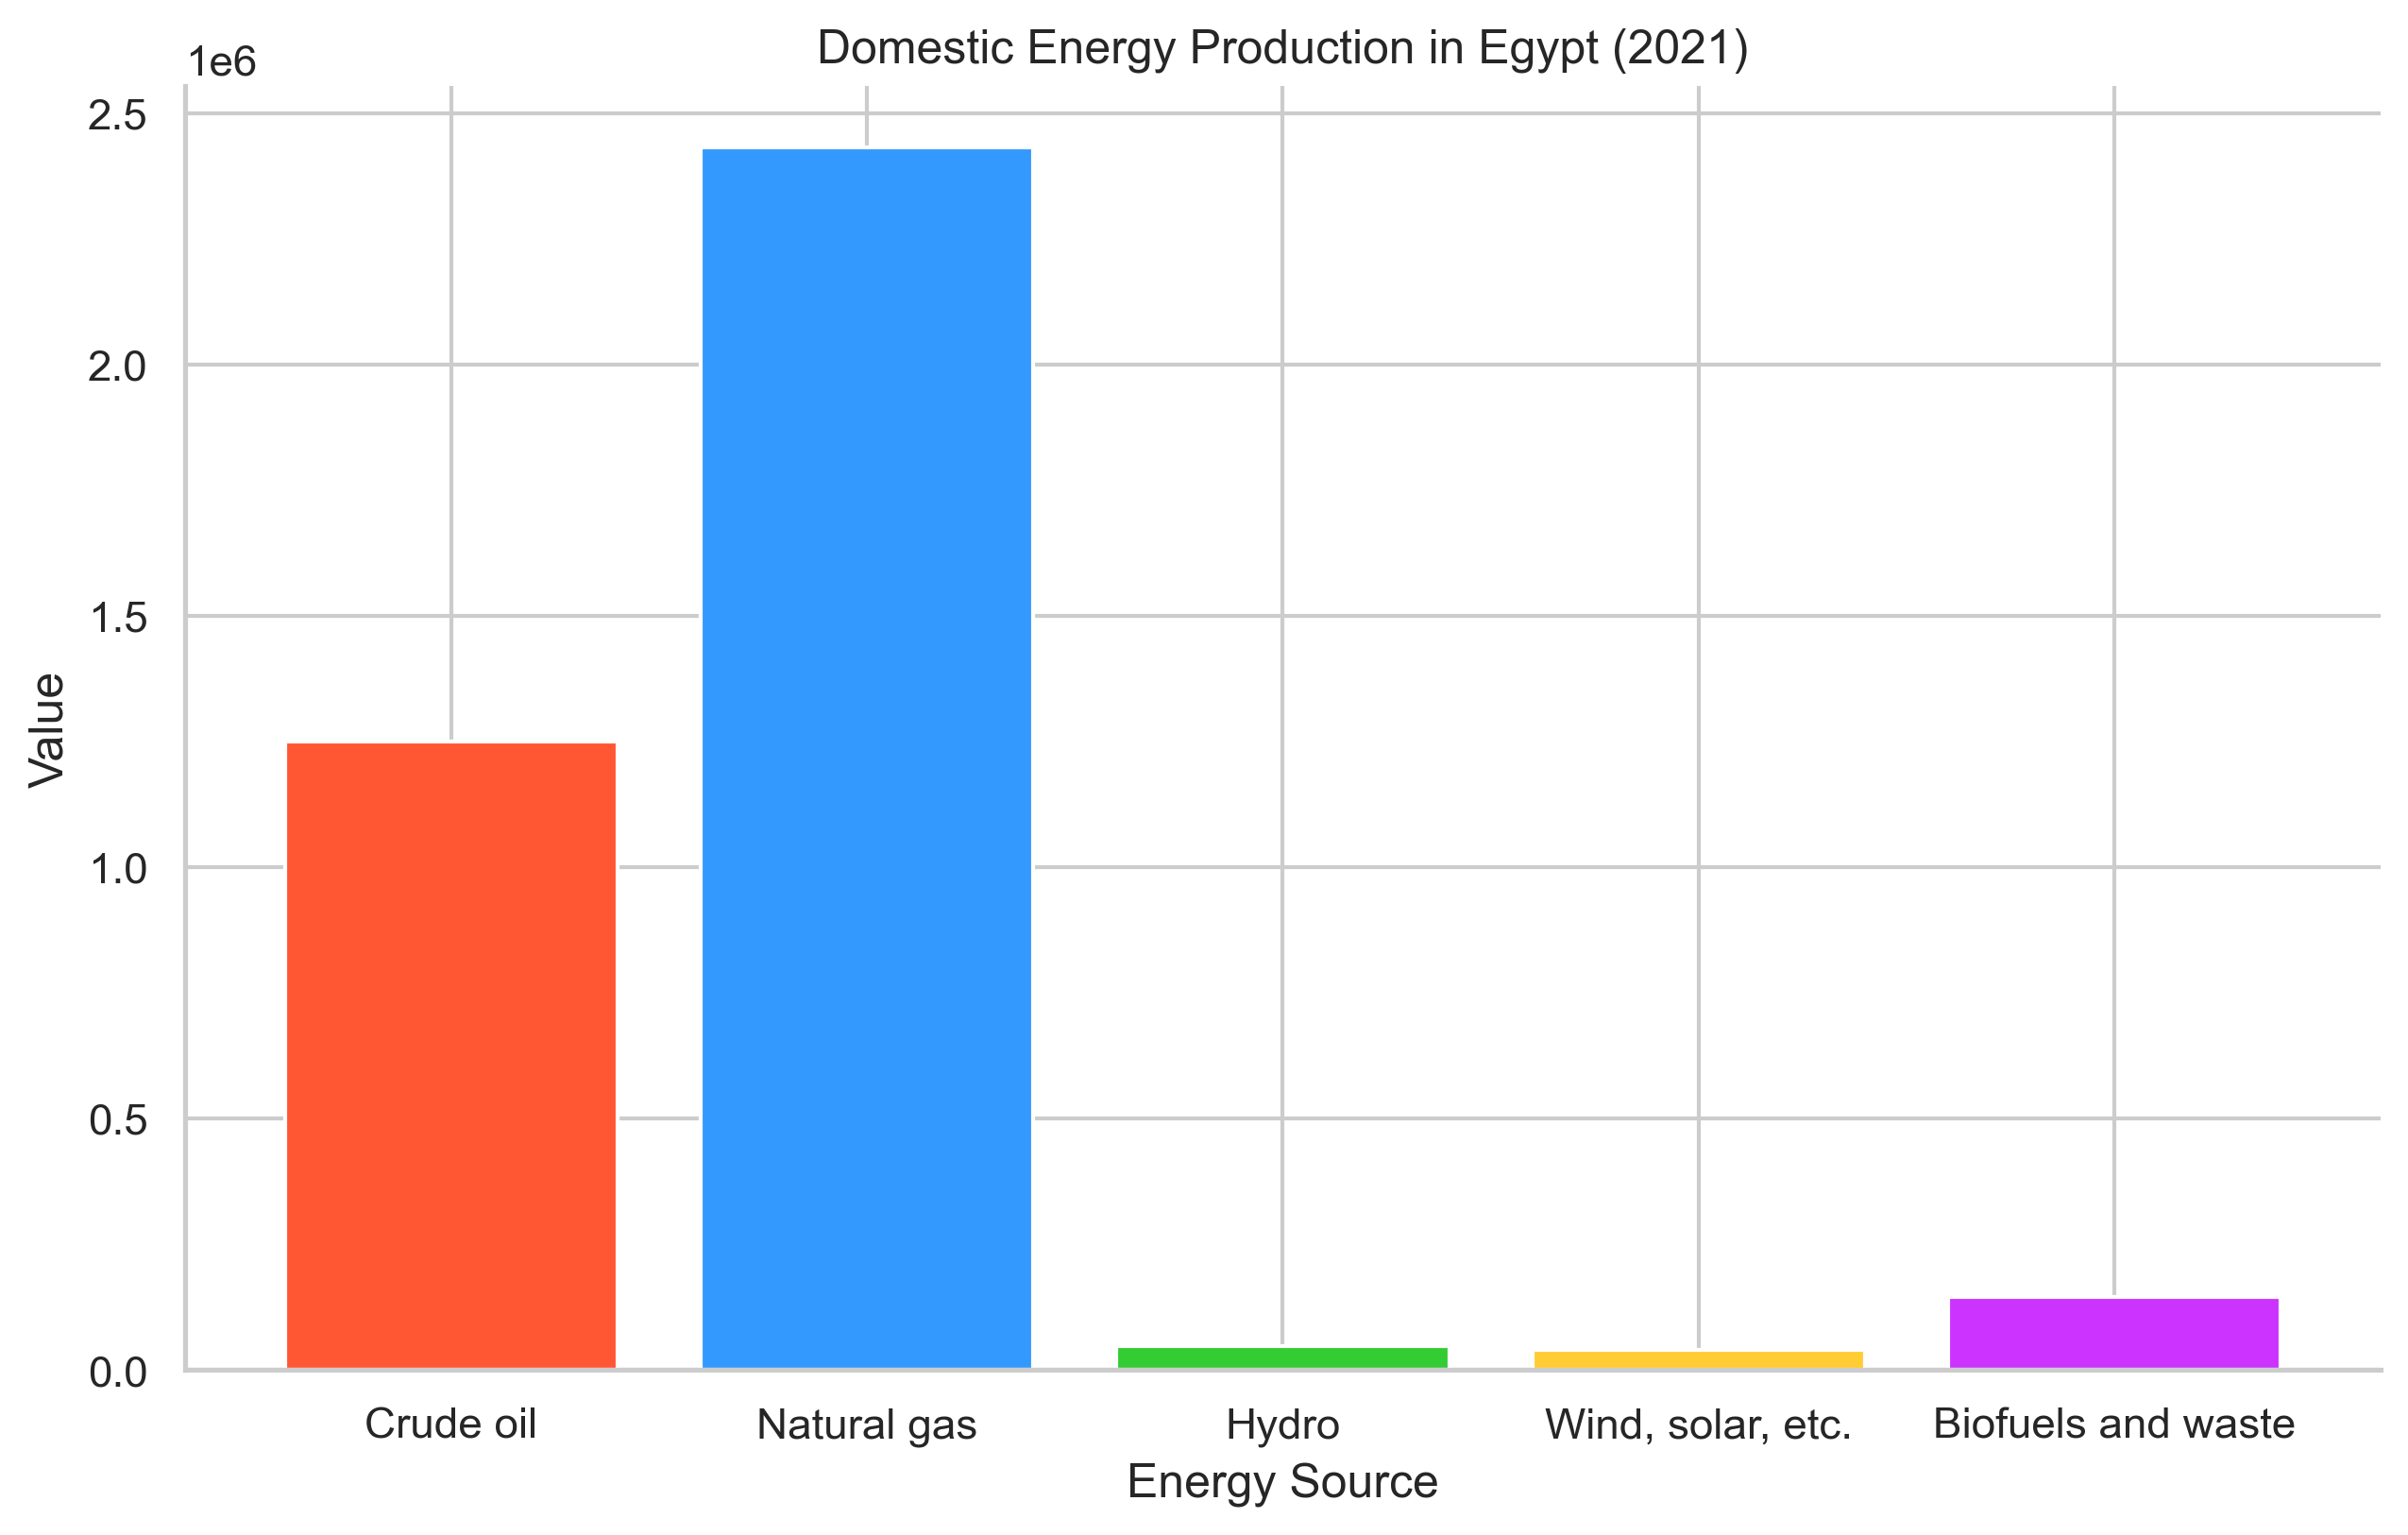 Domestic Energy Production in Egypt (2021)
1e6
2.5
2.0
1.5
1.0
0.5
0.0
Value
Crude oil
Natural gas
Hydro
Wind, solar, etc.
Biofuels and waste
Energy Source